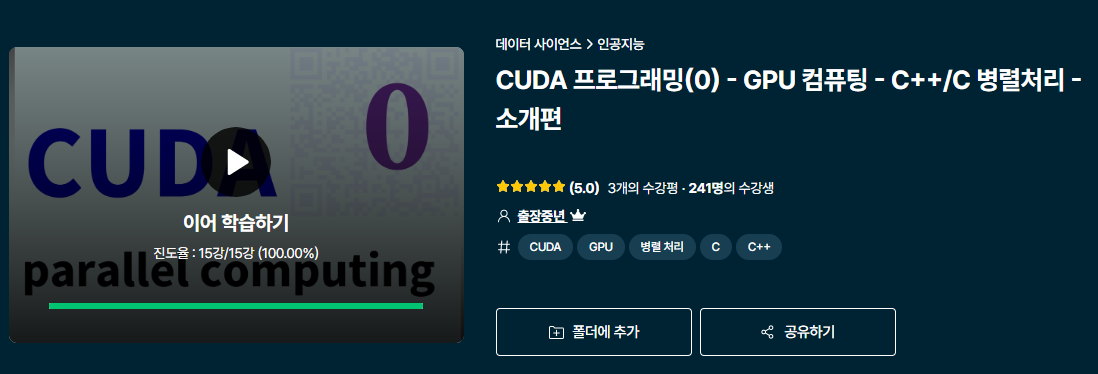 데이터 사이언스 > 인공지능
CUDA 프로그래밍(0) - GPU 컴퓨팅 - C++/C 병렬처리 -
소개편
(5.0) 3개의 수강평 · 241명의 수강생
출장중년
# CUDA GPU 병렬 처리 C C++
폴더에 추가 공유하기
0
CUDA
이어 학습하기
진도율 : 15강/15강 (100.00%)
parallel computing